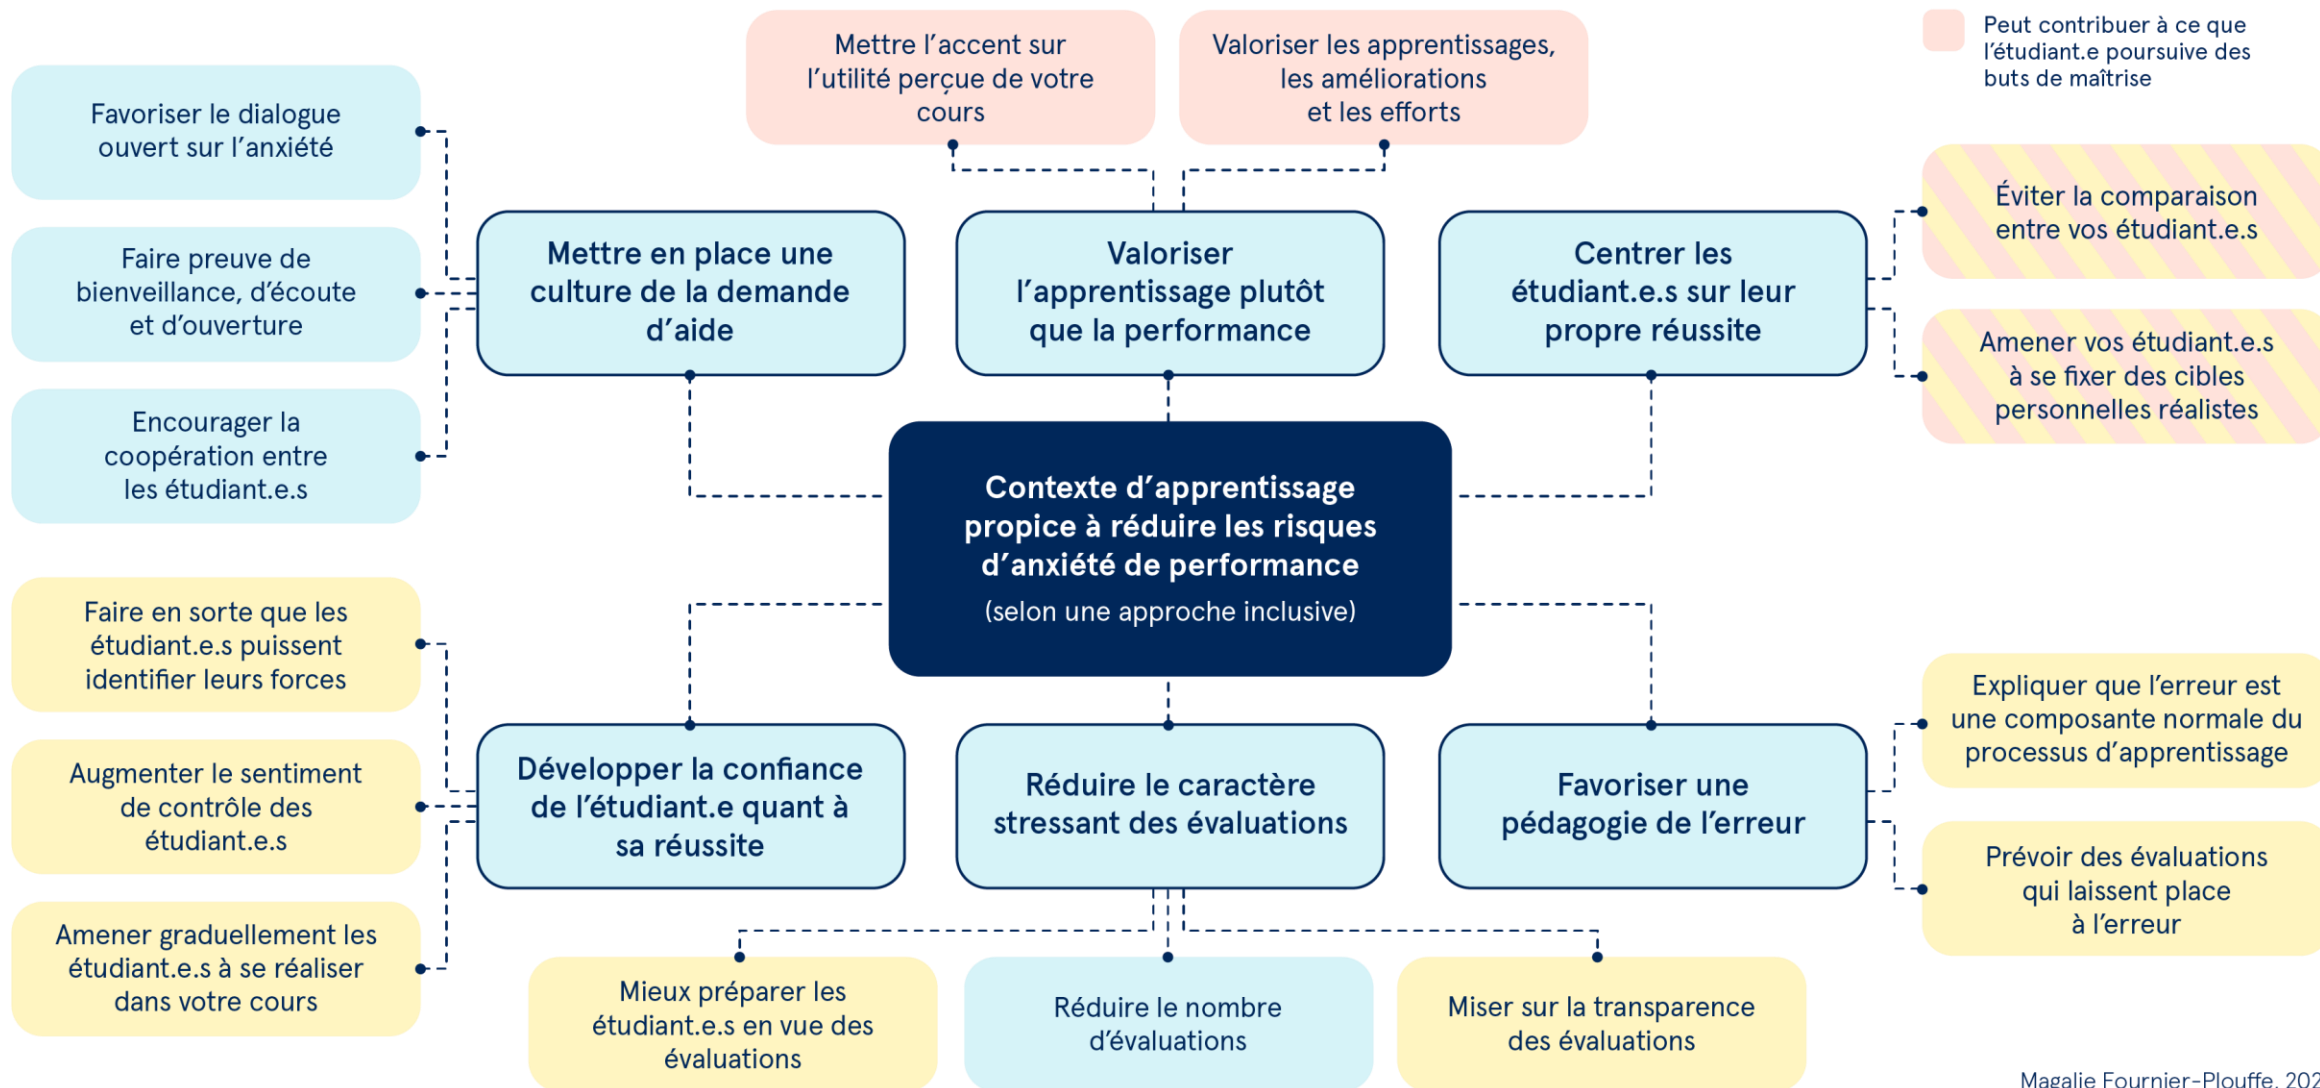 Peut contribuer à ce que
l'étudiant.e poursuive des
buts de maîtrise
Mettre l'accent sur
l'utilité perçue de votre
cours
Valoriser les apprentissages,
les améliorations
et les efforts
Favoriser le dialogue
ouvert sur l'anxiété
Faire preuve de
bienveillance, d'écoute
et d'ouverture
Encourager la
coopération entre
les étudiant.e.s
Mettre en place une
culture de la demande
d'aide
Valoriser
l'apprentissage plutôt
que la performance
Centrer les
étudiant.e.s sur leur
propre réussite
Éviter la comparaison
entre vos étudiant.e.s
Amener vos étudiant.e.s
à se fixer des cibles
personnelles réalistes
Contexte d'apprentissage
propice à réduire les risques
d'anxiété de performance
(selon une approche inclusive)
Faire en sorte que les
étudiant.e.s puissent
identifier leurs forces
Augmenter le sentiment
de contrôle des
étudiant.e.s
Amener graduellement les
étudiant.e.s à se réaliser
dans votre cours
Développer la confiance
de l'étudiant.e quant à
sa réussite
Réduire le caractère
stressant des évaluations
Favoriser une
pédagogie de l'erreur
Expliquer que l'erreur est
une composante normale du
processus d'apprentissage
Prévoir des évaluations
qui laissent place
à l'erreur
Mieux préparer les
étudiant.e.s en vue des
évaluations
Réduire le nombre
d'évaluations
Miser sur la transparence
des évaluations
Magalie Fournier-Plouffe, 202